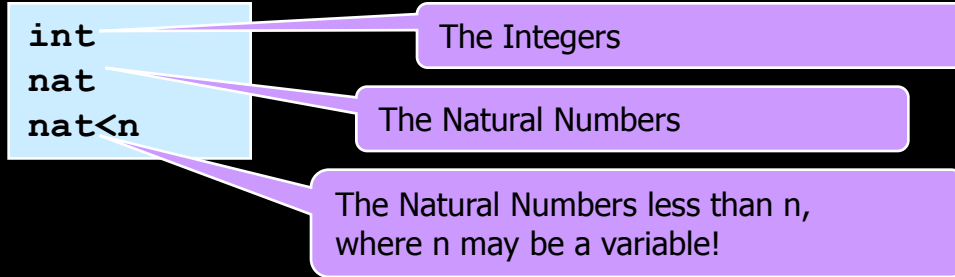 int
The Integers
nat
The Natural Numbers
nat<n
The Natural Numbers less than n,
where n may be a variable!